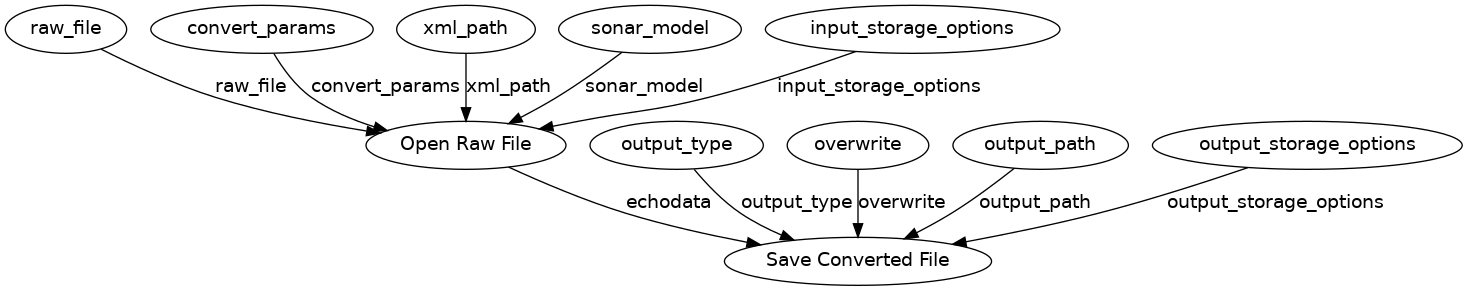 raw_file convert_params xml_path sonar_model input_storage_options
raw_file convert_params xml_path sonar_model input_storage_options
Open Raw File output_type overwrite output_path output_storage_options
echodata output_type overwrite output_path output_storage_options
Save Converted File